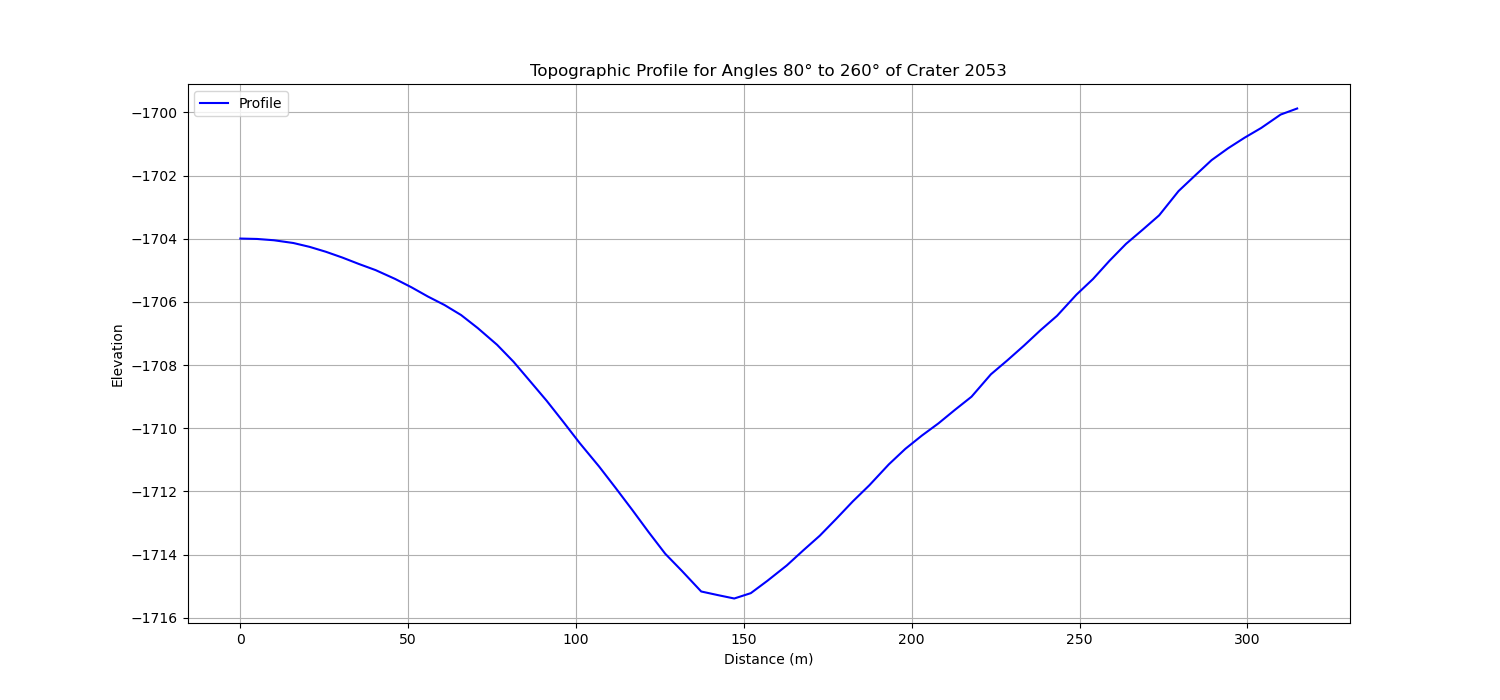 Topographic Profile for Angles 80° to 260° of Crater 2053
Profile
−1700
−1702
−1704
−1706
−1708
−1710
−1712
−1714
−1716
Elevation
0 50 100 150 200 250 300
Distance (m)